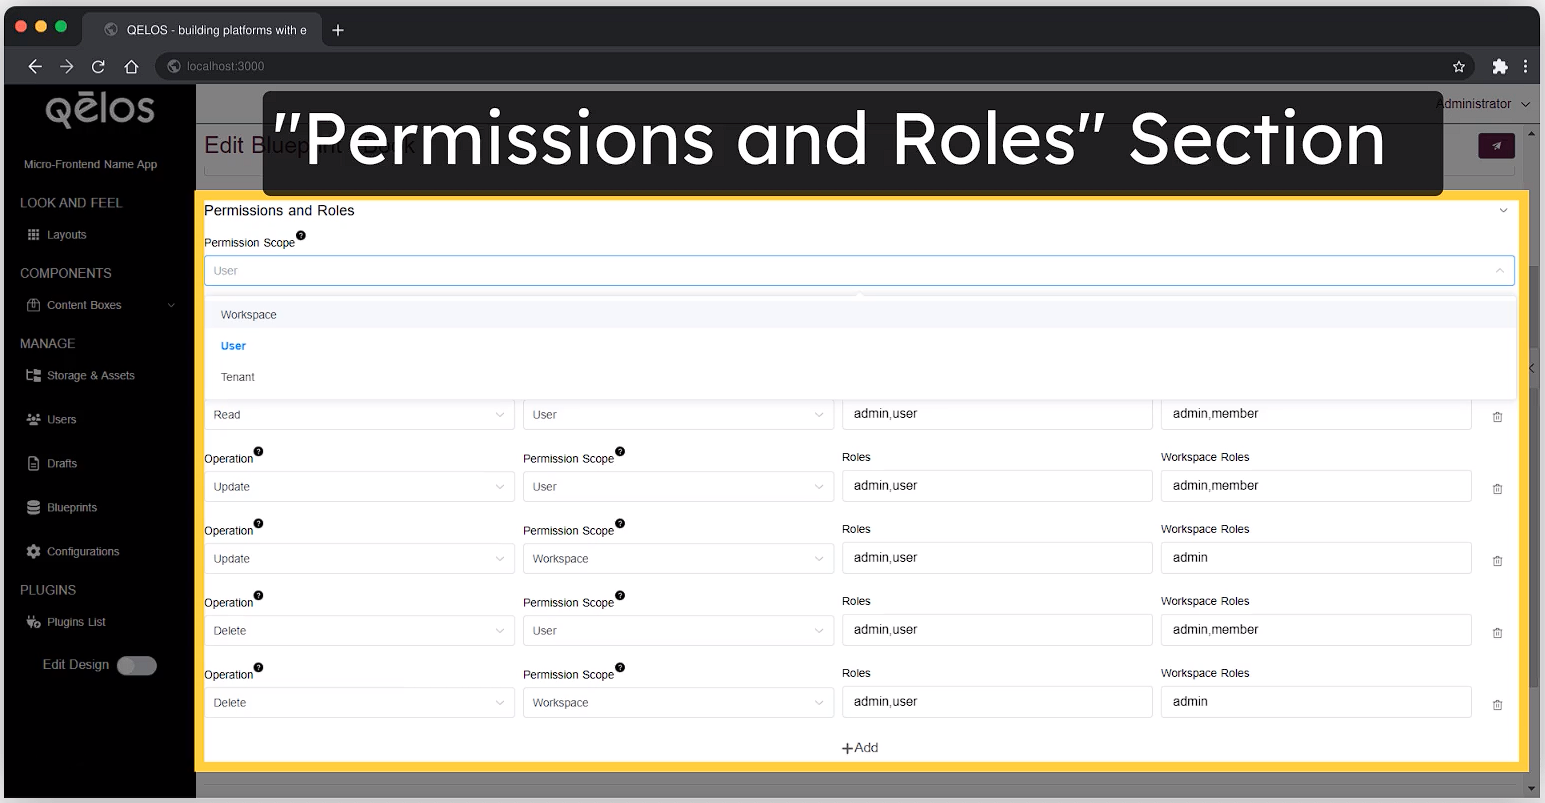 QELOS - building platforms with e
localhost:3000
qēlos
Administrator
"Permissions and Roles" Section
Edit Blueprint
Micro-Frontend Name App
LOOK AND FEEL
Layouts
COMPONENTS
Content Boxes
MANAGE
Storage & Assets
Users
Drafts
Blueprints
Configurations
PLUGINS
Plugins List
Edit Design
Permissions and Roles
Permission Scope ?
User
Workspace
User
Tenant
Read User admin,user admin,member
Operation ? Permission Scope ? Roles Workspace Roles
Update User admin,user admin,member
Operation ? Permission Scope ? Roles Workspace Roles
Update Workspace admin,user admin
Operation ? Permission Scope ? Roles Workspace Roles
Delete User admin,user admin,member
Operation ? Permission Scope ? Roles Workspace Roles
Delete Workspace admin,user admin
+Add